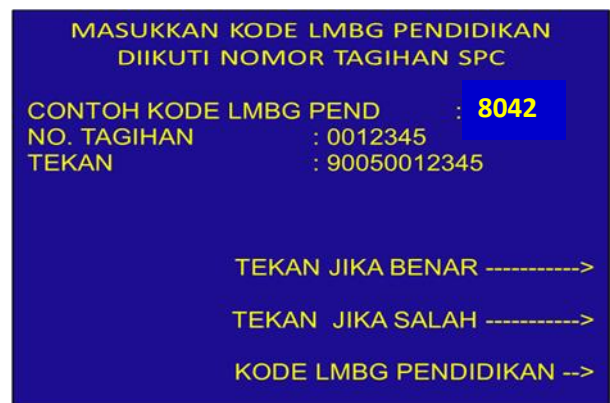 MASUKKAN KODE LMBG PENDIDIKAN
DIIKUTI NOMOR TAGIHAN SPC
CONTOH KODE LMBG PEND : 8042
NO. TAGIHAN : 0012345
TEKAN : 90050012345
TEKAN JIKA BENAR ----------->
TEKAN JIKA SALAH ----------->
KODE LMBG PENDIDIKAN -->